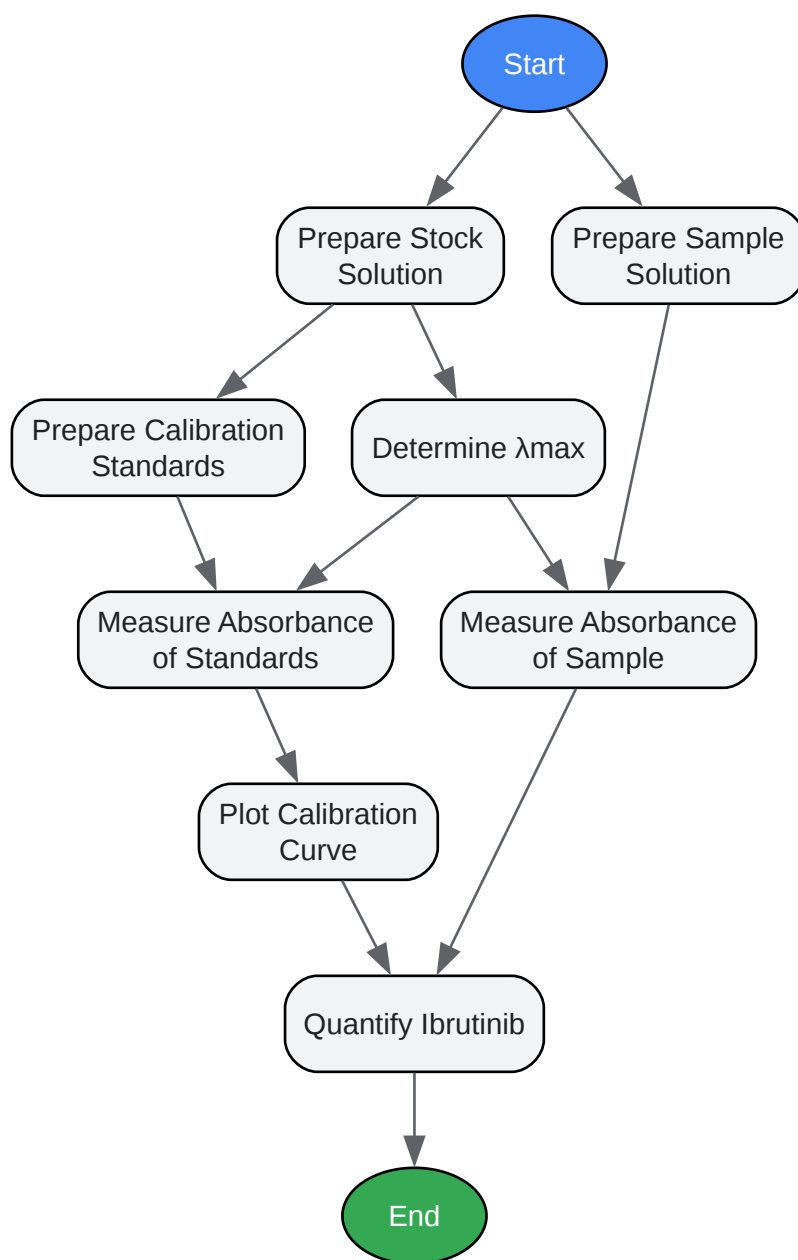 Start
Prepare Stock
Solution
Prepare Sample
Solution
Prepare Calibration
Standards
Determine λmax
Measure Absorbance
of Standards
Measure Absorbance
of Sample
Plot Calibration
Curve
Quantify Ibrutinib
End